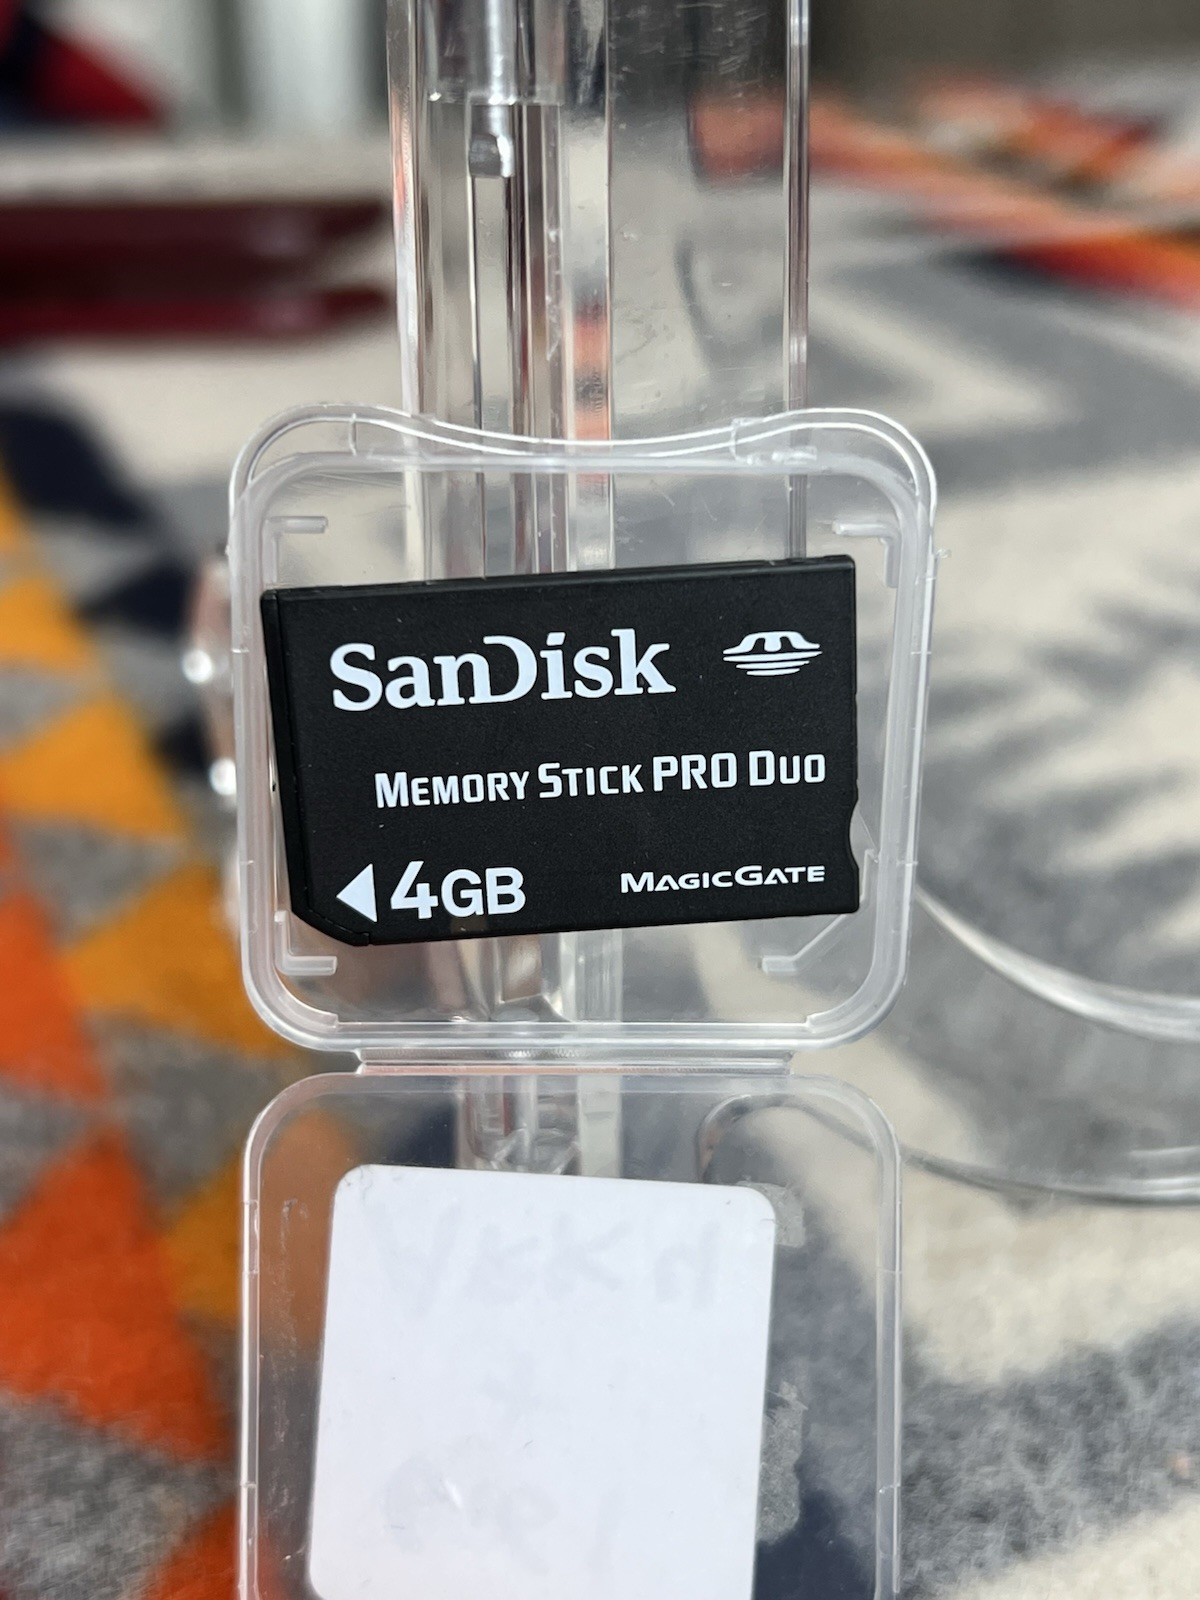 SanDisk
MEMORY STICK PRO DUO
4GB MAGICGATE